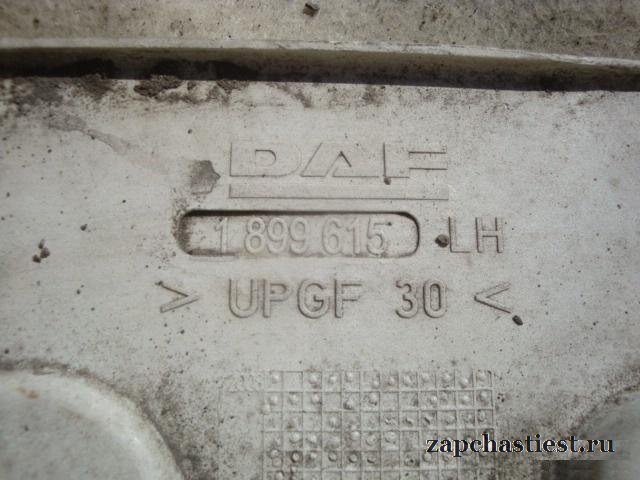 DAF
1 899 615 LH
> UPGF 30 <
zapchastiest.ru